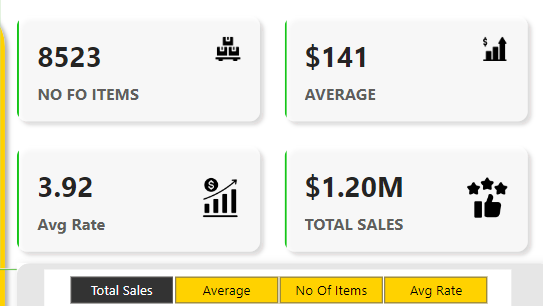 8523
NO FO ITEMS
$141
AVERAGE
$
3.92
Avg Rate
$
$1.20M
TOTAL SALES
Total Sales
Average
No Of Items
Avg Rate